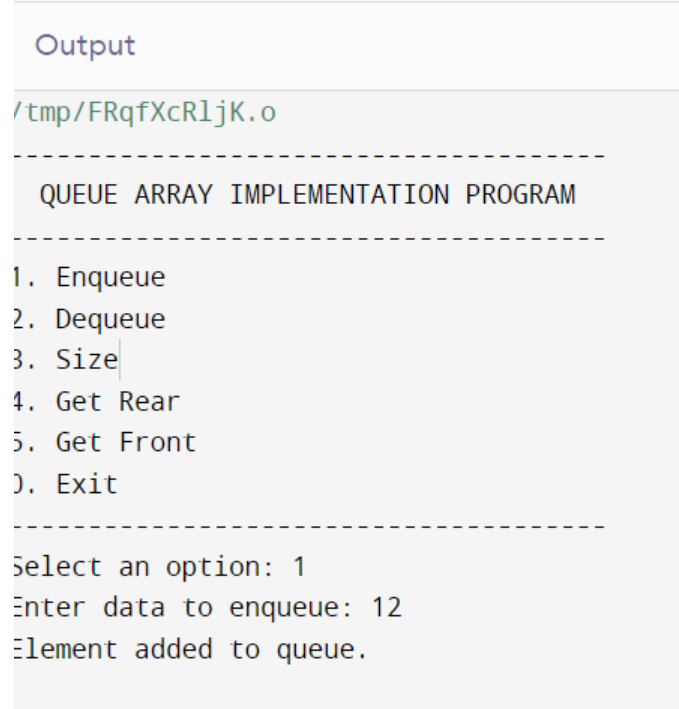 Output
/tmp/FRqfXcRljK.o
--------------------------------------
QUEUE ARRAY IMPLEMENTATION PROGRAM
--------------------------------------
1. Enqueue
2. Dequeue
3. Size
4. Get Rear
5. Get Front
0. Exit
--------------------------------------
Select an option: 1
Enter data to enqueue: 12
Element added to queue.